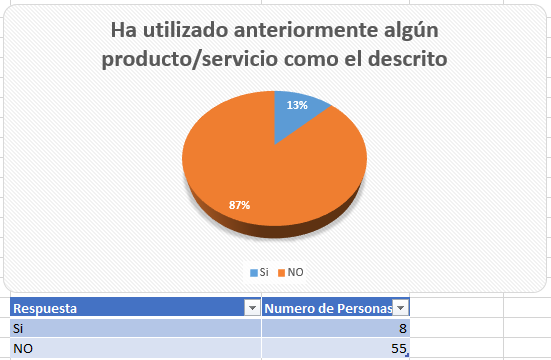 Ha utilizado anteriormente algún
producto/servicio como el descrito
13%
87%
Si NO
Respuesta Numero de Personas
Si 8
NO 55